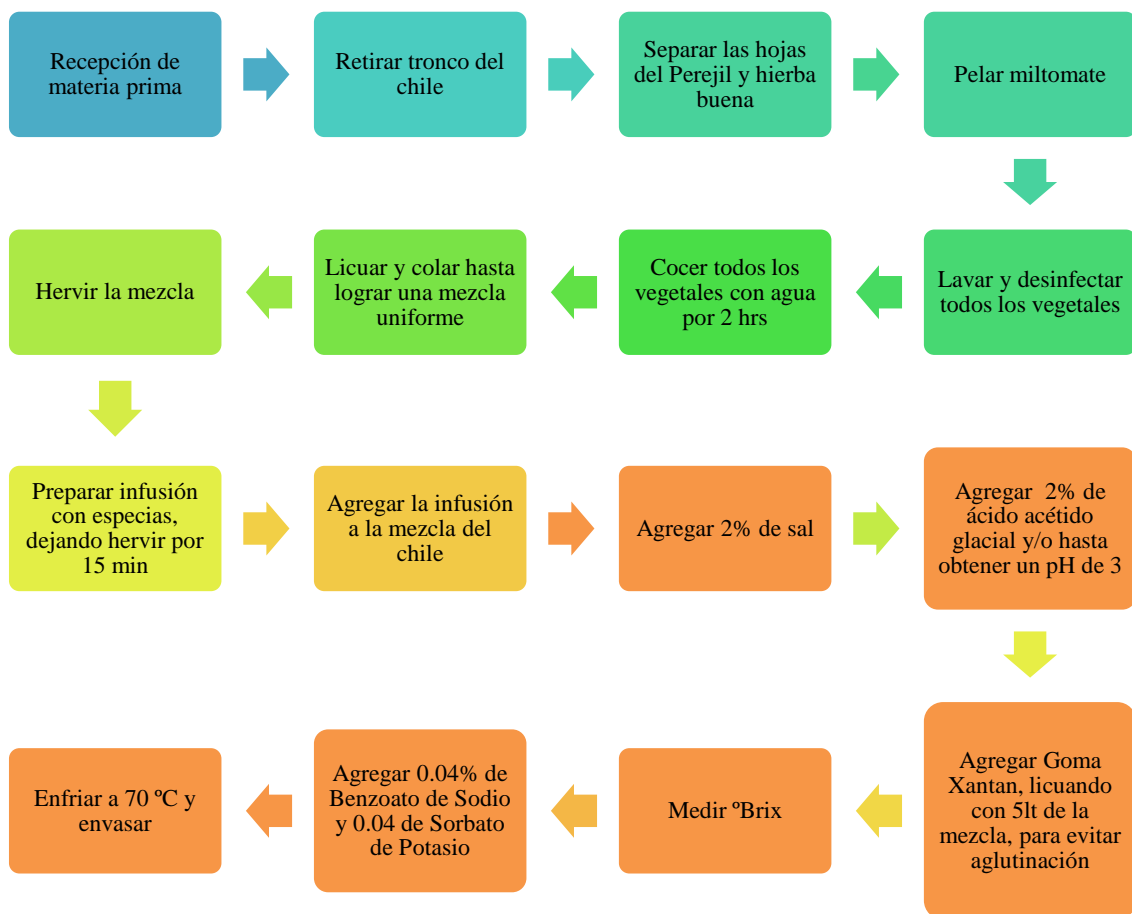 Recepción de
materia prima
Retirar tronco del
chile
Separar las hojas
del Perejil y hierba
buena
Pelar miltomate
Lavar y desinfectar
todos los vegetales
Cocer todos los
vegetales con agua
por 2 hrs
Licuar y colar hasta
lograr una mezcla
uniforme
Hervir la mezcla
Preparar infusión
con especias,
dejando hervir por
15 min
Agregar la infusión
a la mezcla del
chile
Agregar 2% de sal
Agregar 2% de
ácido acétido
glacial y/o hasta
obtener un pH de 3
Agregar Goma
Xantan, licuando
con 5lt de la
mezcla, para evitar
aglutinación
Medir ºBrix
Agregar 0.04% de
Benzoato de Sodio
y 0.04 de Sorbato
de Potasio
Enfriar a 70 ºC y
envasar